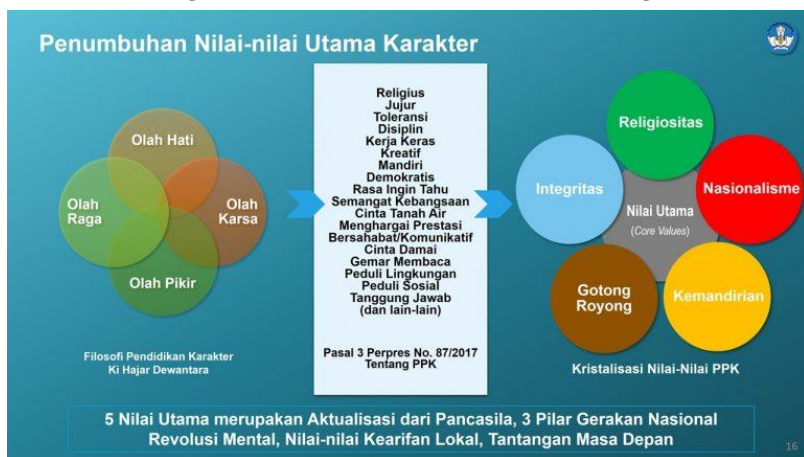 Penumbuhan Nilai-nilai Utama Karakter
Olah Hati
Olah
Raga
Olah
Karsa
Olah Pikir
Filosofi Pendidikan Karakter
Ki Hajar Dewantara
Religius
Jujur
Toleransi
Disiplin
Kerja Keras
Kreatif
Mandiri
Demokratis
Rasa Ingin Tahu
Semangat Kebangsaan
Cinta Tanah Air
Menghargai Prestasi
Bersahabat/Komunikatif
Cinta Damai
Gemar Membaca
Peduli Lingkungan
Peduli Sosial
Tanggung Jawab
(dan lain-lain)
Pasal 3 Perpres No. 87/2017
Tentang PPK
Religiositas
Integritas
Nasionalisme
Nilai Utama
(Core Values)
Gotong
Royong
Kemandirian
Kristalisasi Nilai-Nilai PPK
5 Nilai Utama merupakan Aktualisasi dari Pancasila, 3 Pilar Gerakan Nasional
Revolusi Mental, Nilai-nilai Kearifan Lokal, Tantangan Masa Depan
16